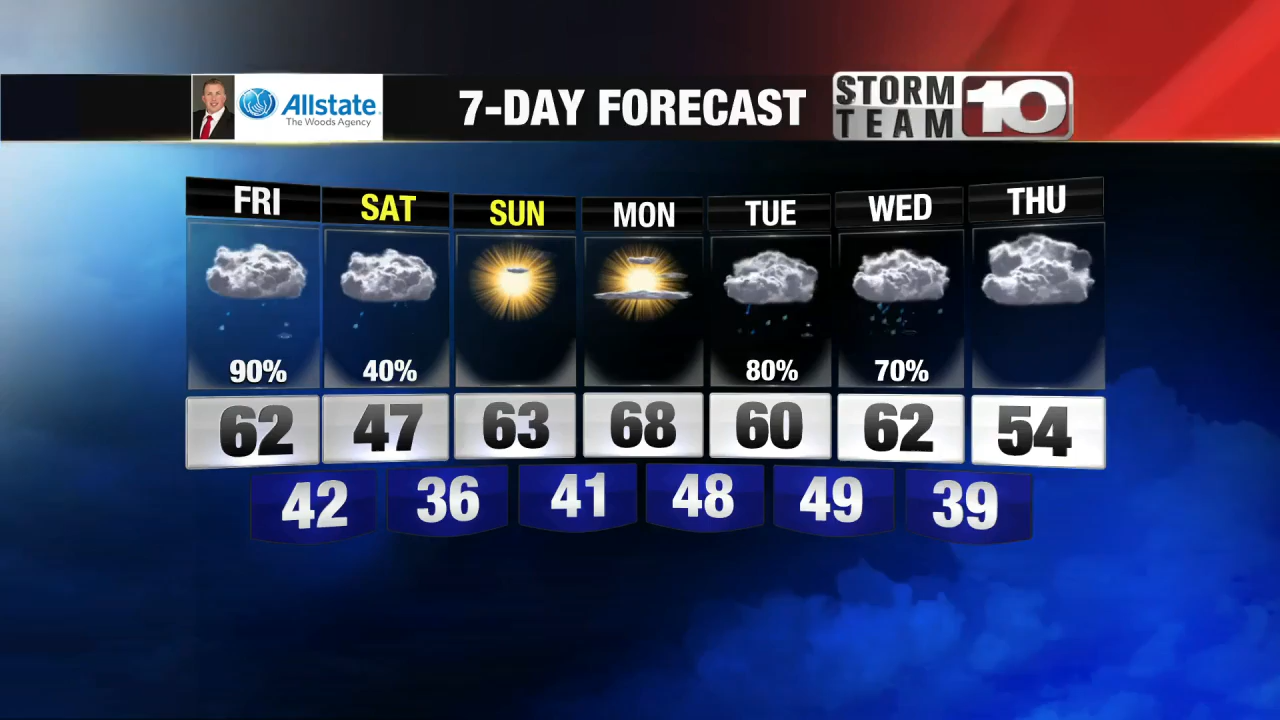 Allstate
The Woods Agency
7-DAY FORECAST
STORM
TEAM
10
FRI SAT SUN MON TUE WED THU
90% 40% 80% 70%
62 47 63 68 60 62 54
42 36 41 48 49 39